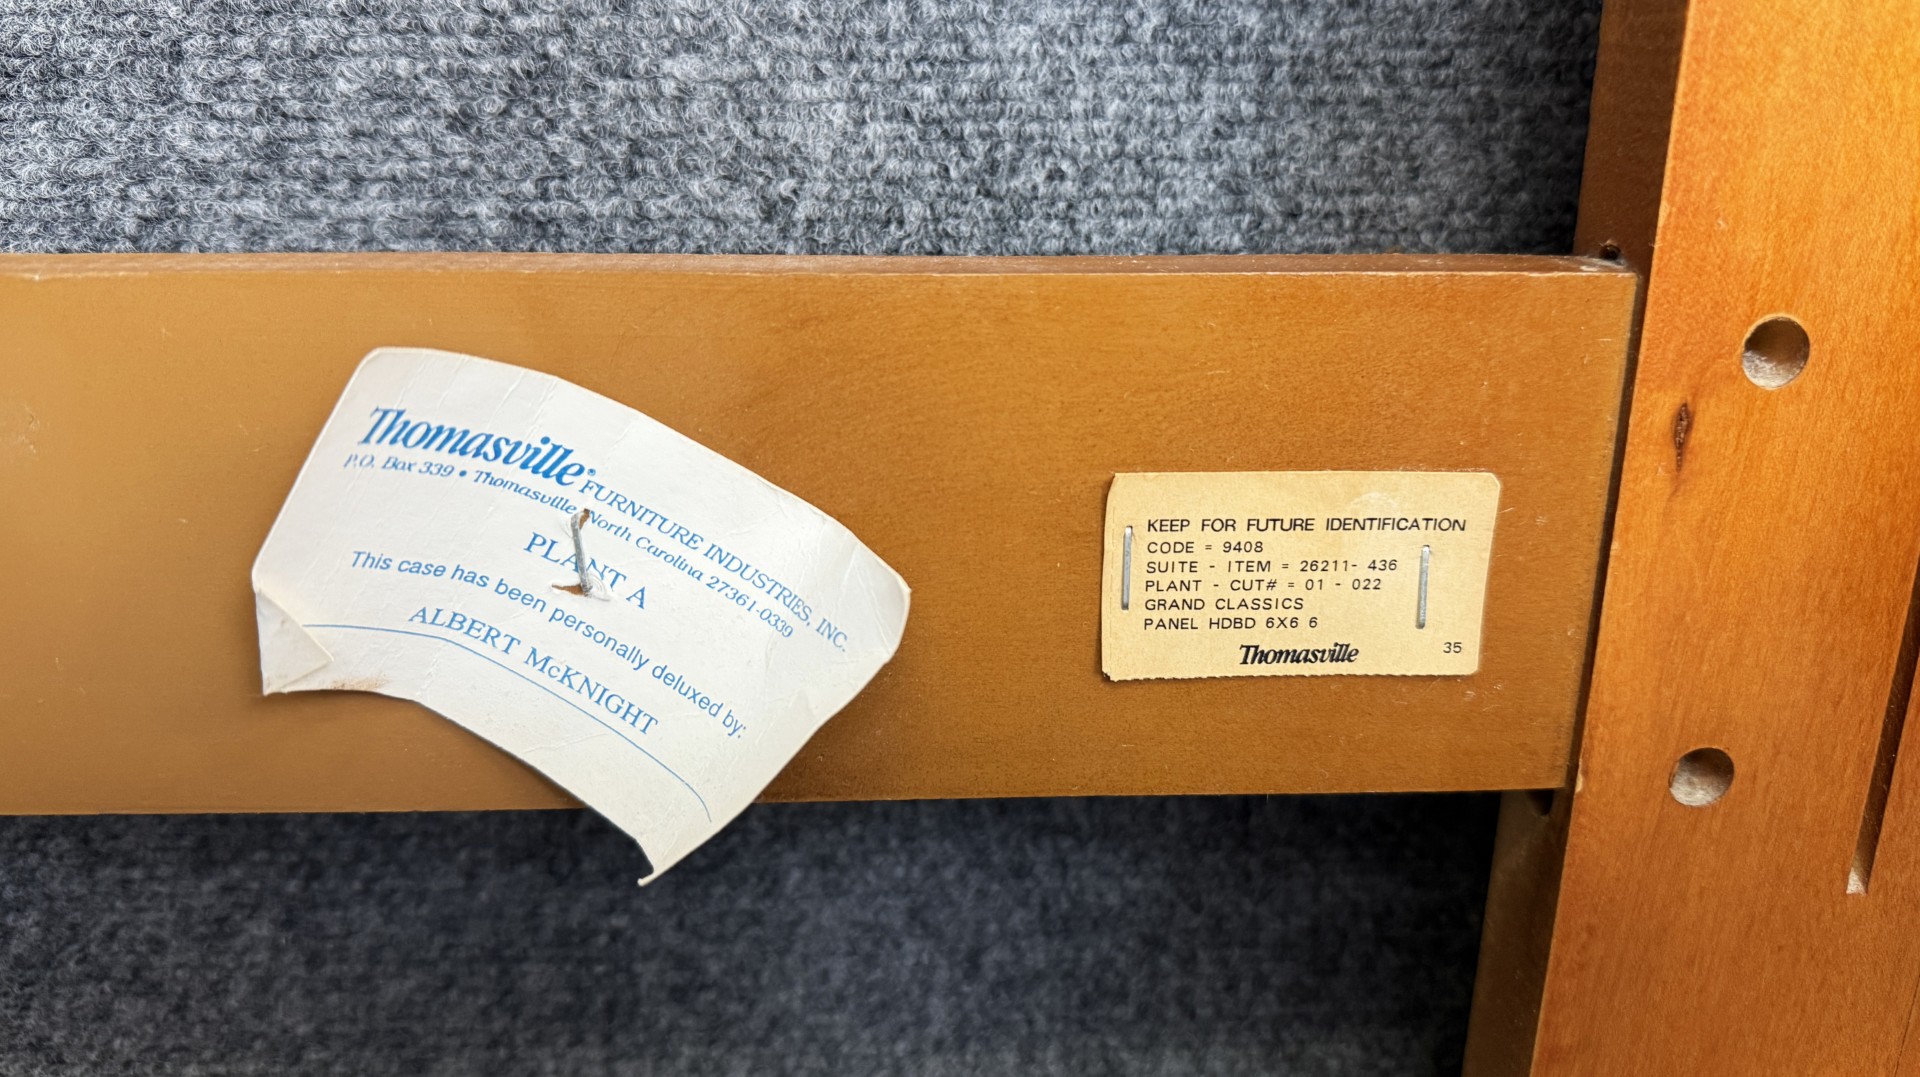 Thomasville® FURNITURE INDUSTRIES, INC.
P.O. Box 339 • Thomasville, North Carolina 27361-0339
PLANT A
This case has been personally deluxed by:
ALBERT McKNIGHT
KEEP FOR FUTURE IDENTIFICATION
CODE = 9408
SUITE - ITEM = 26211- 436
PLANT - CUT# = 01 - 022
GRAND CLASSICS
PANEL HDBD 6X6 6
Thomasville 35